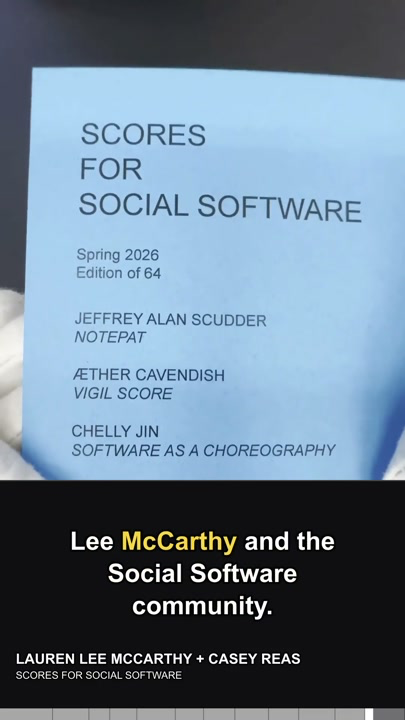 SCORES
FOR
SOCIAL SOFTWARE
Spring 2026
Edition of 64
JEFFREY ALAN SCUDDER
NOTEPAT
ÆTHER CAVENDISH
VIGIL SCORE
CHELLY JIN
SOFTWARE AS A CHOREOGRAPHY
Lee McCarthy and the
Social Software
community.
LAUREN LEE MCCARTHY + CASEY REAS
SCORES FOR SOCIAL SOFTWARE